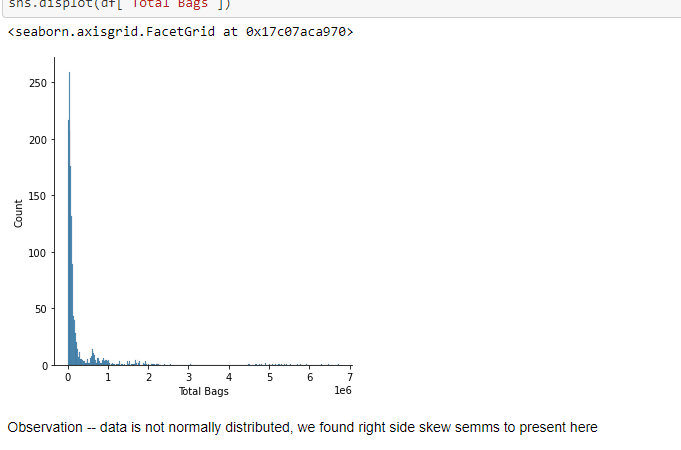 sns.displot(df[ 'Total Bags' ])
<seaborn.axisgrid.FacetGrid at 0x17c07aca970>
250
200
150
100
50
0
Count
0 1 2 3 4 5 6 7
1e6
Total Bags
Observation -- data is not normally distributed, we found right side skew semms to present here